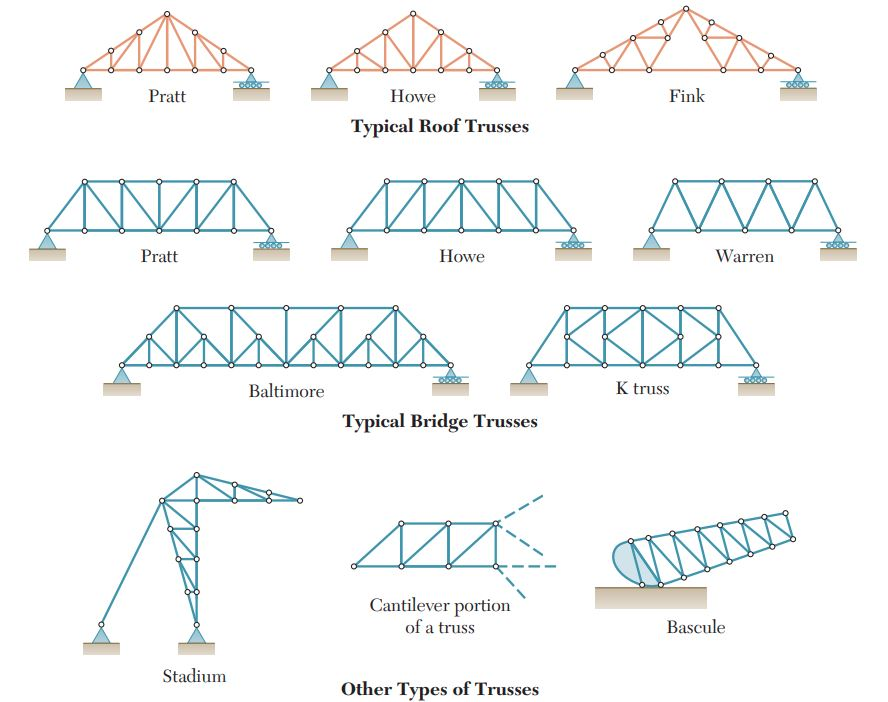 Pratt
Howe
Fink
Typical Roof Trusses
Pratt
Howe
Warren
Baltimore
K truss
Typical Bridge Trusses
Stadium
Cantilever portion
of a truss
Bascule
Other Types of Trusses